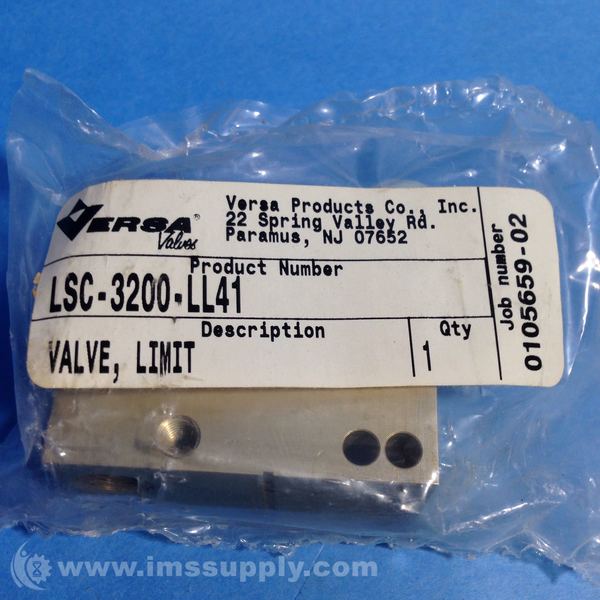 VERSA®
Valves
Versa Products Co., Inc.
22 Spring Valley Rd.
Paramus, NJ 07652
Product Number
LSC-3200-LL41
Description
Qty
VALVE, LIMIT
1
Job number
0105659-02
www.imssupply.com